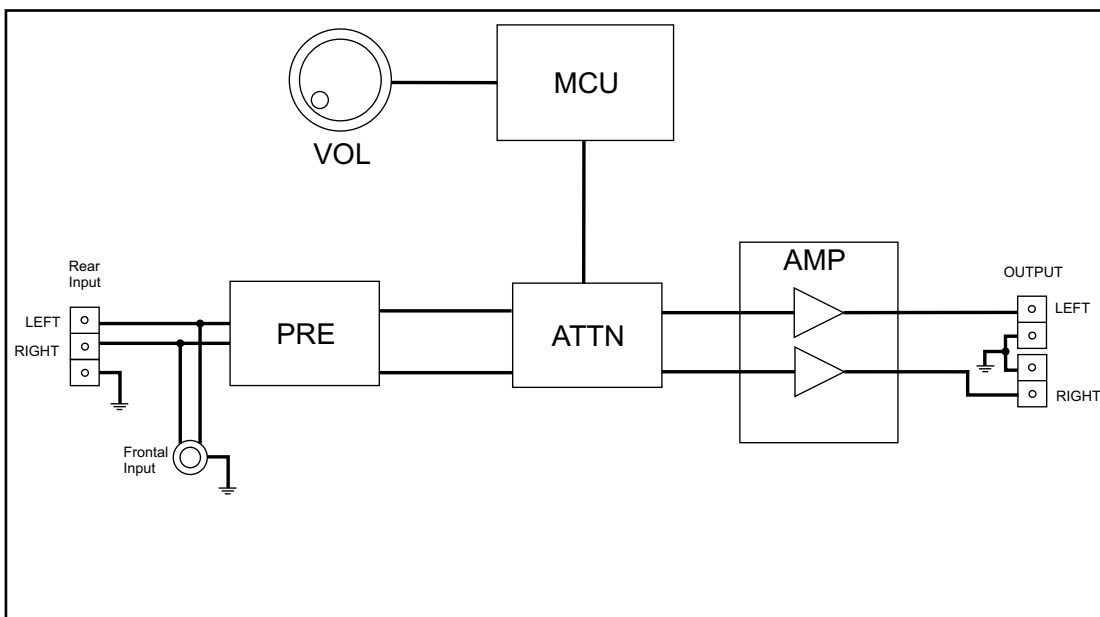 MCU
VOL
Rear
Input
LEFT
RIGHT
Frontal
Input
PRE
ATTN
AMP
OUTPUT
LEFT
RIGHT